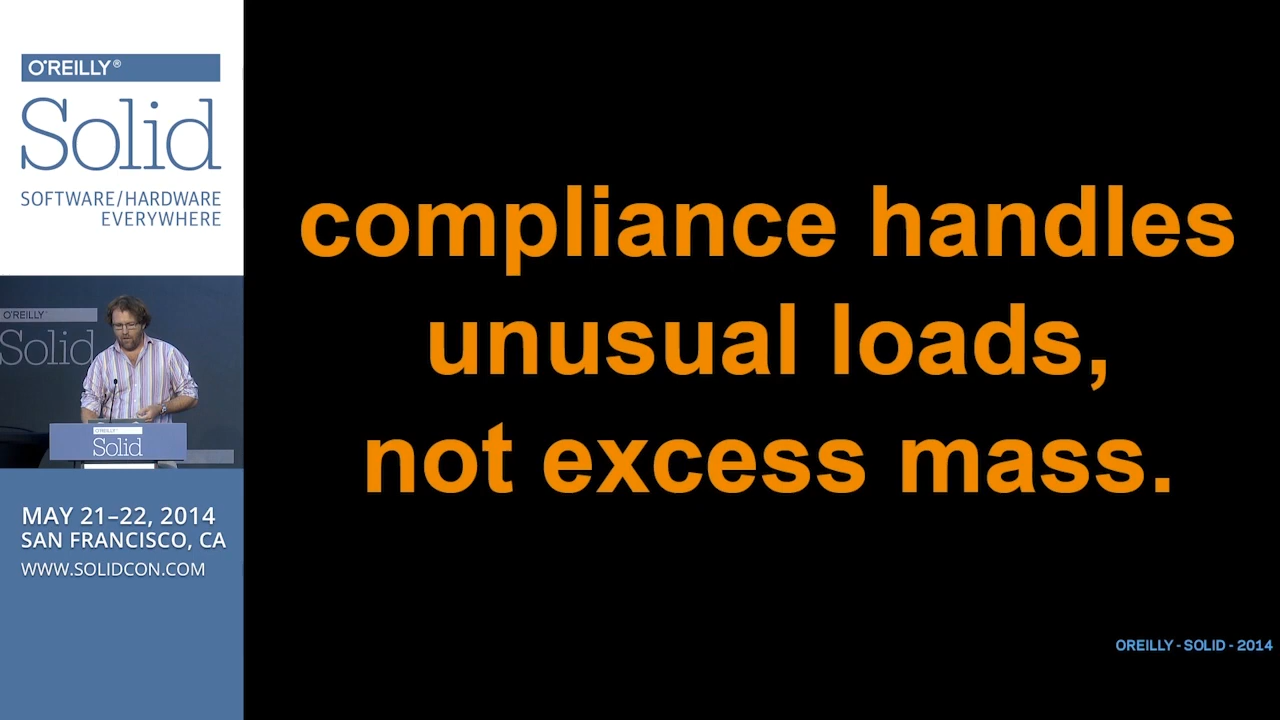 O'REILLY®
Solid
SOFTWARE/HARDWARE
EVERYWHERE
O'REILLY
Solid
O'REILLY
Solid
MAY 21–22, 2014
SAN FRANCISCO, CA
WWW.SOLIDCON.COM
compliance handles
unusual loads,
not excess mass.
OREILLY - SOLID - 2014